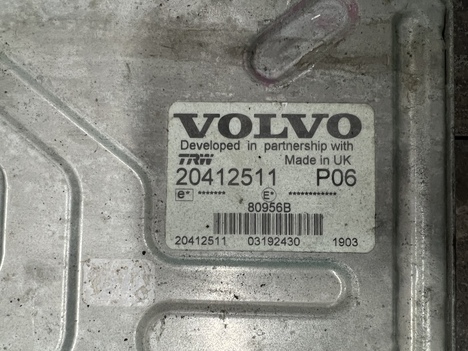 VOLVO
Developed in partnership with
TRW Made in UK
20412511 P06
e* ******* E* ************
80956B
20412511 03192430 1903